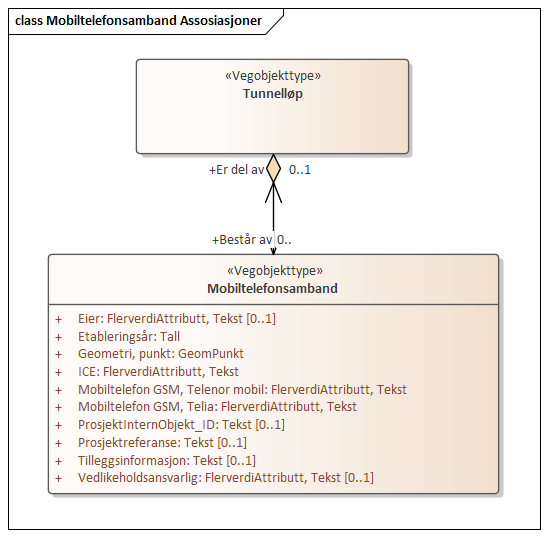 class Mobiltelefonsamband Assosiasjoner
«Vegobjekttype»
Tunnelløp
+Er del av 0..1
+Består av 0..
«Vegobjekttype»
Mobiltelefonsamband
+ Eier: FlerverdiAttributt, Tekst [0..1]
+ Etableringsår: Tall
+ Geometri, punkt: GeomPunkt
+ ICE: FlerverdiAttributt, Tekst
+ Mobiltelefon GSM, Telenor mobil: FlerverdiAttributt, Tekst
+ Mobiltelefon GSM, Telia: FlerverdiAttributt, Tekst
+ ProsjektInternObjekt_ID: Tekst [0..1]
+ Prosjektreferanse: Tekst [0..1]
+ Tilleggsinformasjon: Tekst [0..1]
+ Vedlikeholdsansvarlig: FlerverdiAttributt, Tekst [0..1]